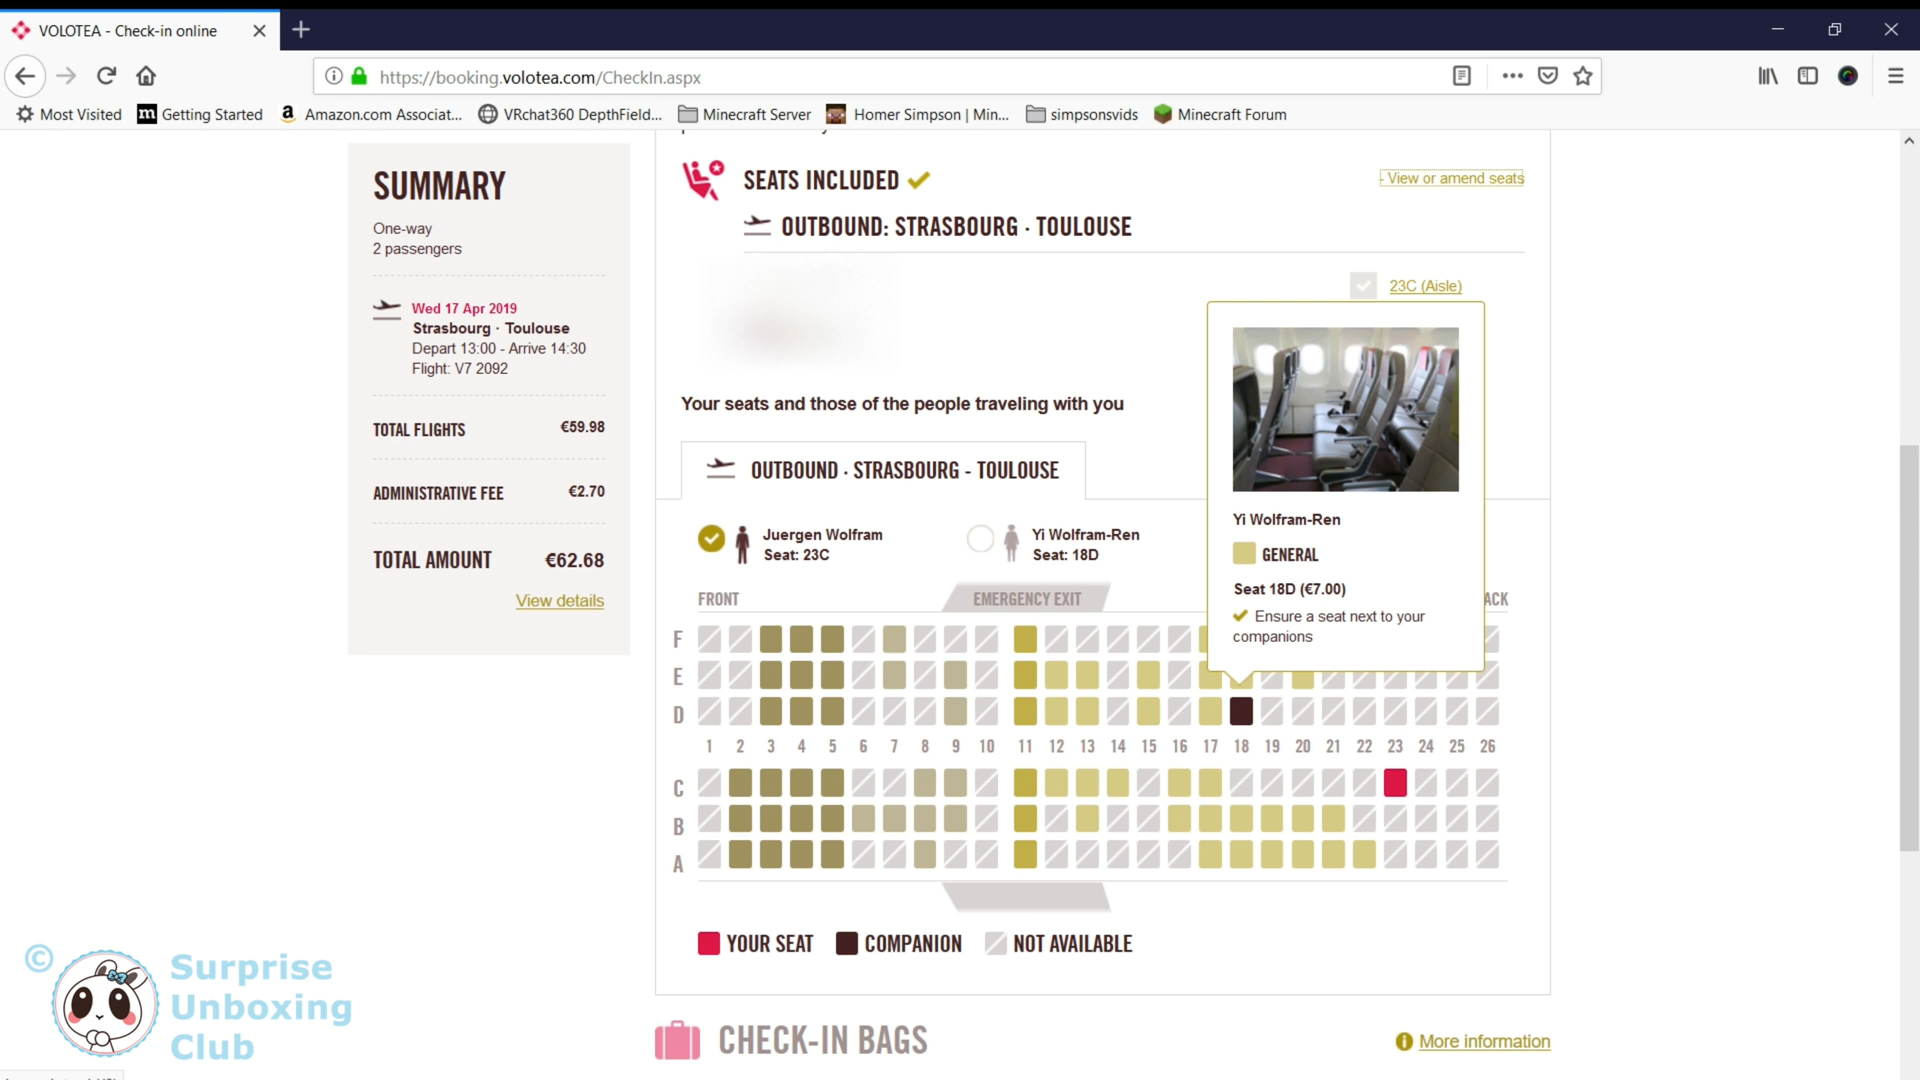 VOLOTEA - Check-in online
https://booking.volotea.com/CheckIn.aspx
Most Visited
m Getting Started
a Amazon.com Associat...
VRchat360 DepthField...
Minecraft Server
Homer Simpson | Min...
simpsonsvids
Minecraft Forum
SUMMARY
One-way
2 passengers
Wed 17 Apr 2019
Strasbourg · Toulouse
Depart 13:00 - Arrive 14:30
Flight: V7 2092
TOTAL FLIGHTS €59.98
ADMINISTRATIVE FEE €2.70
TOTAL AMOUNT €62.68
View details
SEATS INCLUDED
- View or amend seats
OUTBOUND: STRASBOURG · TOULOUSE
23C (Aisle)
Your seats and those of the people traveling with you
OUTBOUND · STRASBOURG - TOULOUSE
Juergen Wolfram
Seat: 23C
Yi Wolfram-Ren
Seat: 18D
Yi Wolfram-Ren
GENERAL
Seat 18D (€7.00)
Ensure a seat next to your
companions
FRONT
EMERGENCY EXIT
ACK
F
E
D
1 2 3 4 5 6 7 8 9 10 11 12 13 14 15 16 17 18 19 20 21 22 23 24 25 26
C
B
A
YOUR SEAT
COMPANION
NOT AVAILABLE
CHECK-IN BAGS
More information
©
Surprise
Unboxing
Club